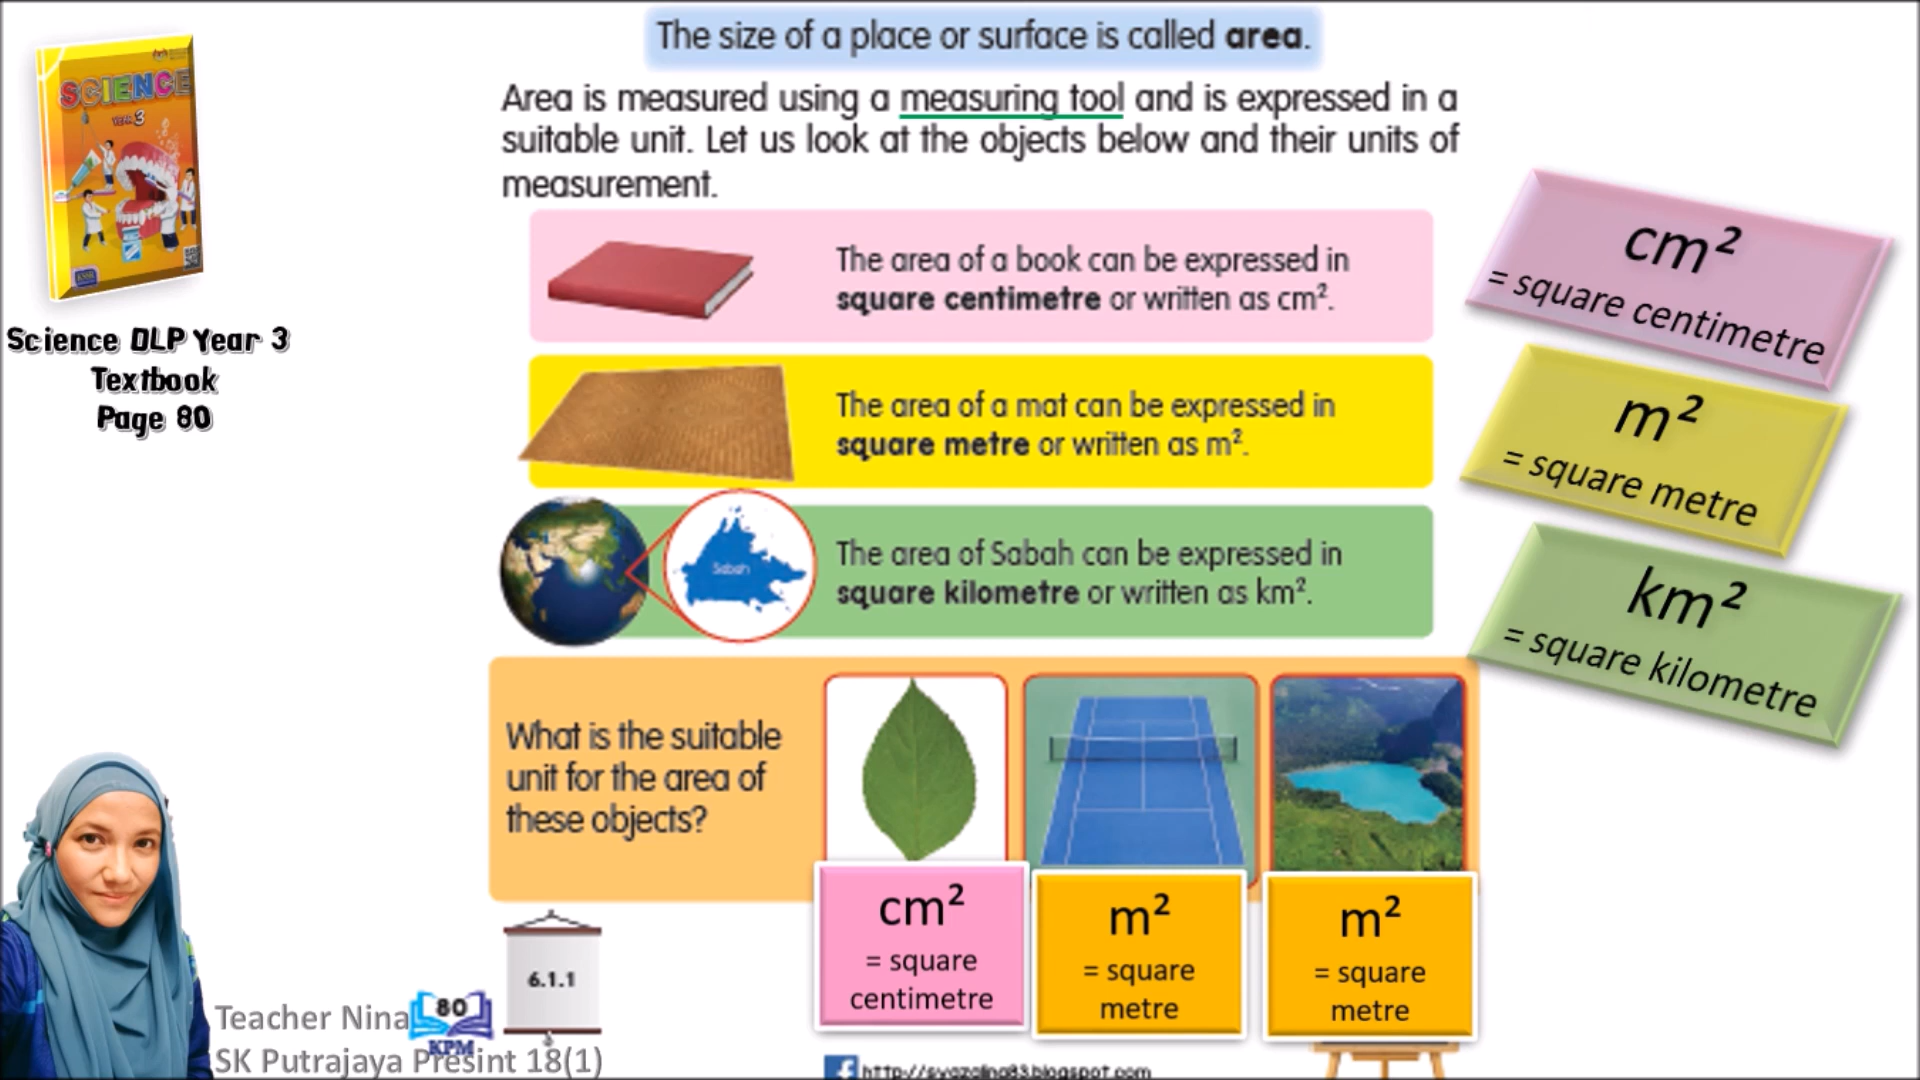 The size of a place or surface is called area.
Area is measured using a measuring tool and is expressed in a
suitable unit. Let us look at the objects below and their units of
measurement.
SCIENCE
YEAR 3
Science DLP Year 3
Textbook
Page 80
The area of a book can be expressed in
square centimetre or written as cm².
cm²
= square centimetre
The area of a mat can be expressed in
square metre or written as m².
m²
= square metre
Sabah
The area of Sabah can be expressed in
square kilometre or written as km².
km²
= square kilometre
What is the suitable
unit for the area of
these objects?
cm²
= square
centimetre
m²
= square
metre
m²
= square
metre
6.1.1
80
KPM
Teacher Nina
SK Putrajaya Presint 18(1)
http://syazalina83.blogspot.com